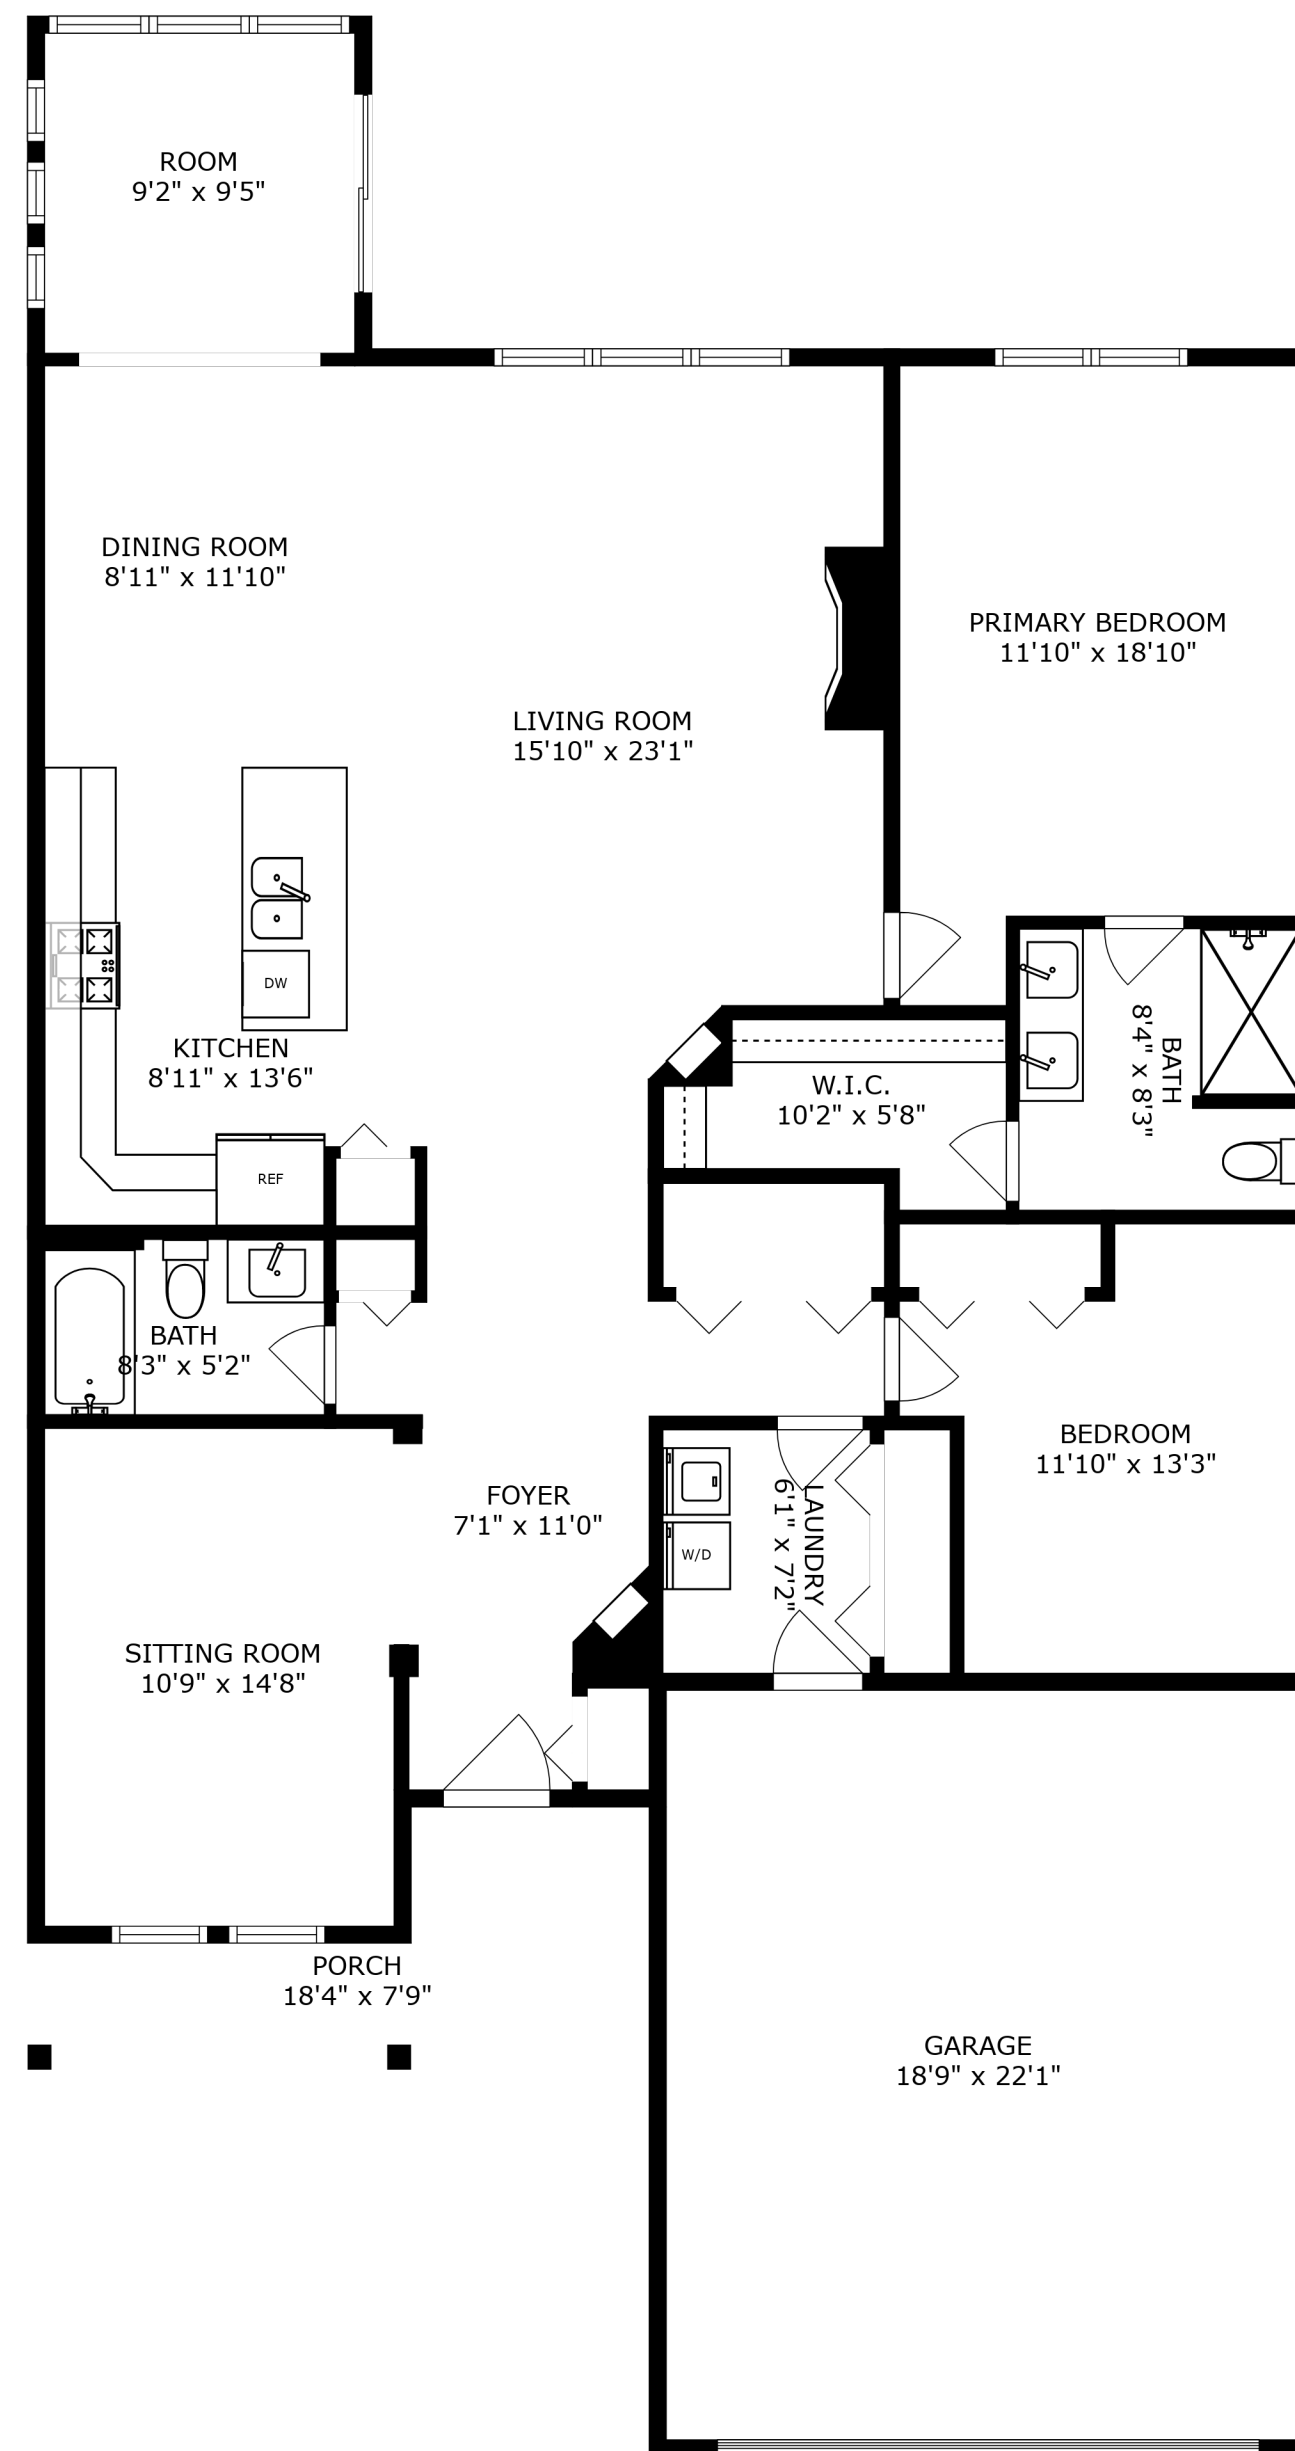 ROOM
9'2" x 9'5"
DINING ROOM
8'11" x 11'10"
PRIMARY BEDROOM
11'10" x 18'10"
LIVING ROOM
15'10" x 23'1"
DW
KITCHEN
8'11" x 13'6"
W.I.C.
10'2" x 5'8"
BATH
8'4" x 8'3"
REF
BATH
8'3" x 5'2"
BEDROOM
11'10" x 13'3"
FOYER
7'1" x 11'0"
W/D
LAUNDRY
6'1" x 7'2"
SITTING ROOM
10'9" x 14'8"
PORCH
18'4" x 7'9"
GARAGE
18'9" x 22'1"